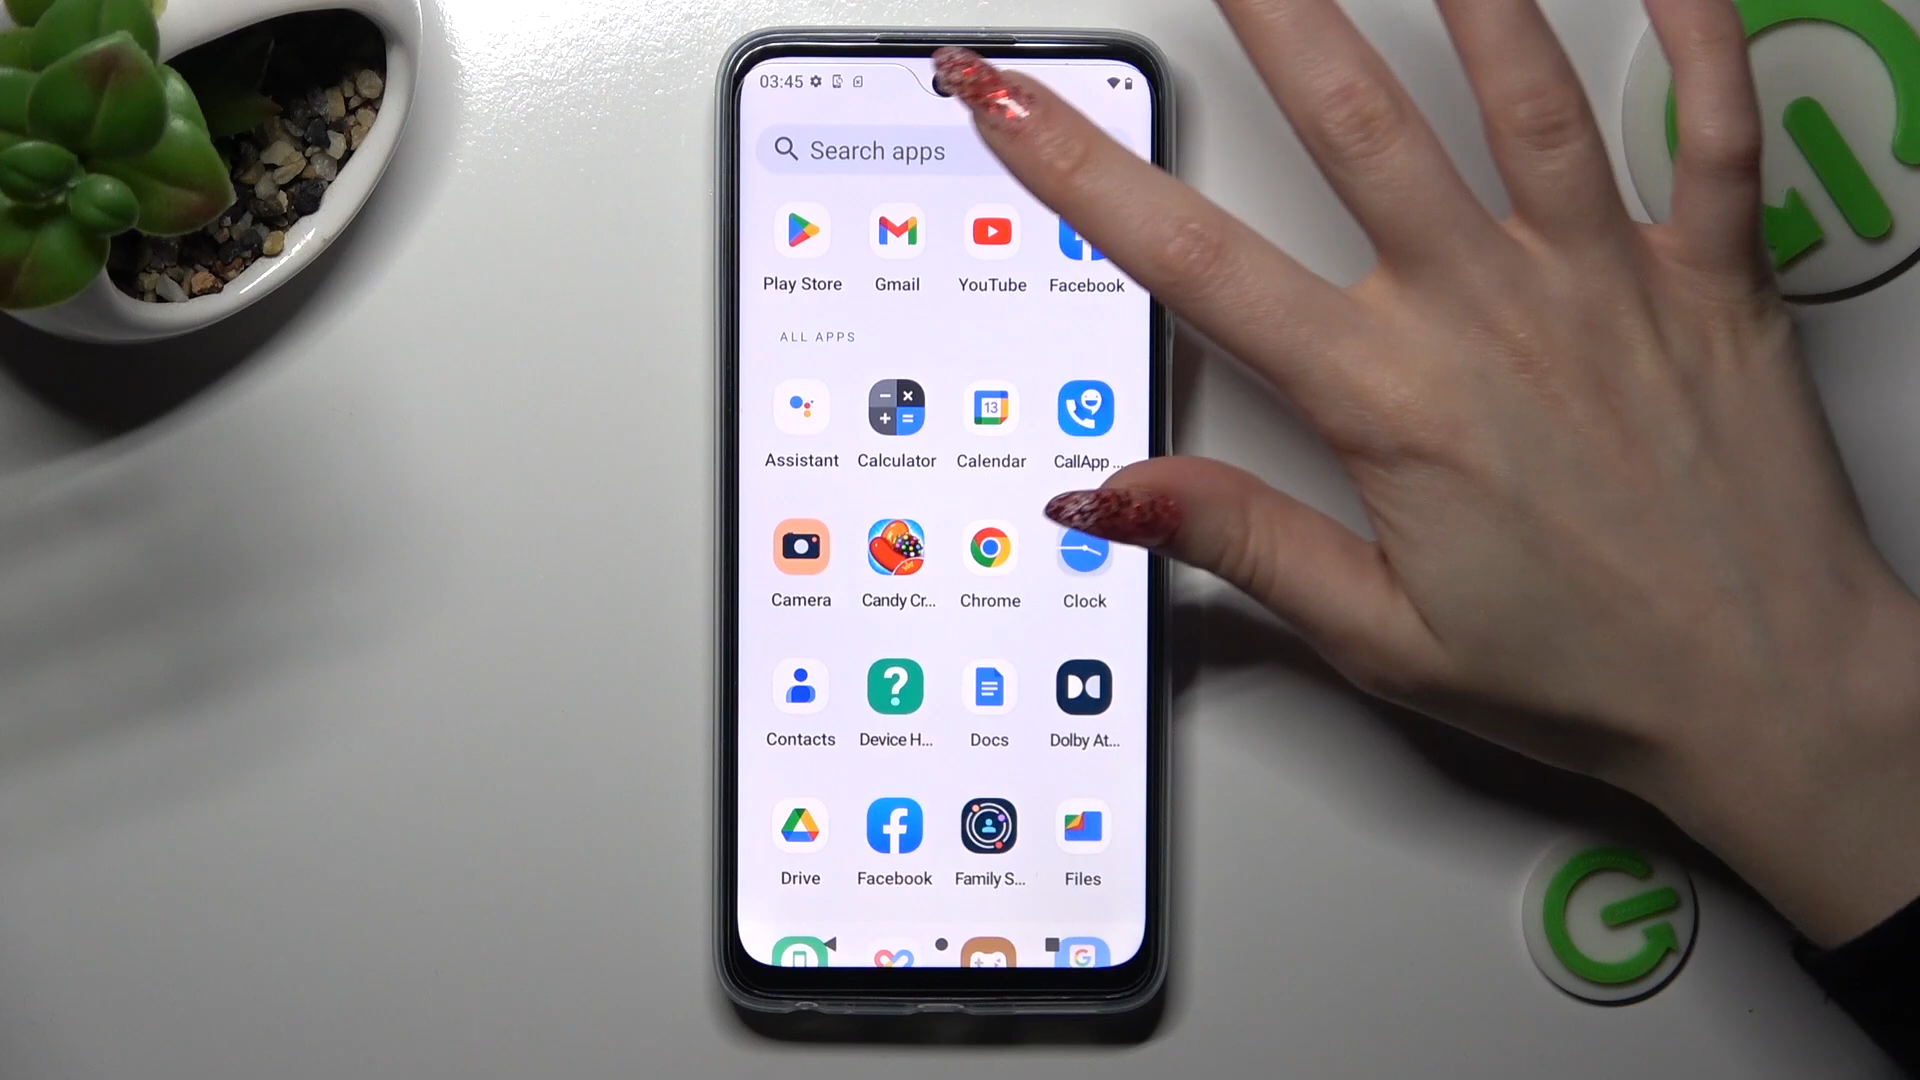 03:45
Search apps
Play Store Gmail YouTube Facebook
ALL APPS
13
Assistant Calculator Calendar CallApp ...
Camera Candy Cr... Chrome Clock
Contacts Device H... Docs Dolby At...
Drive Facebook Family S... Files